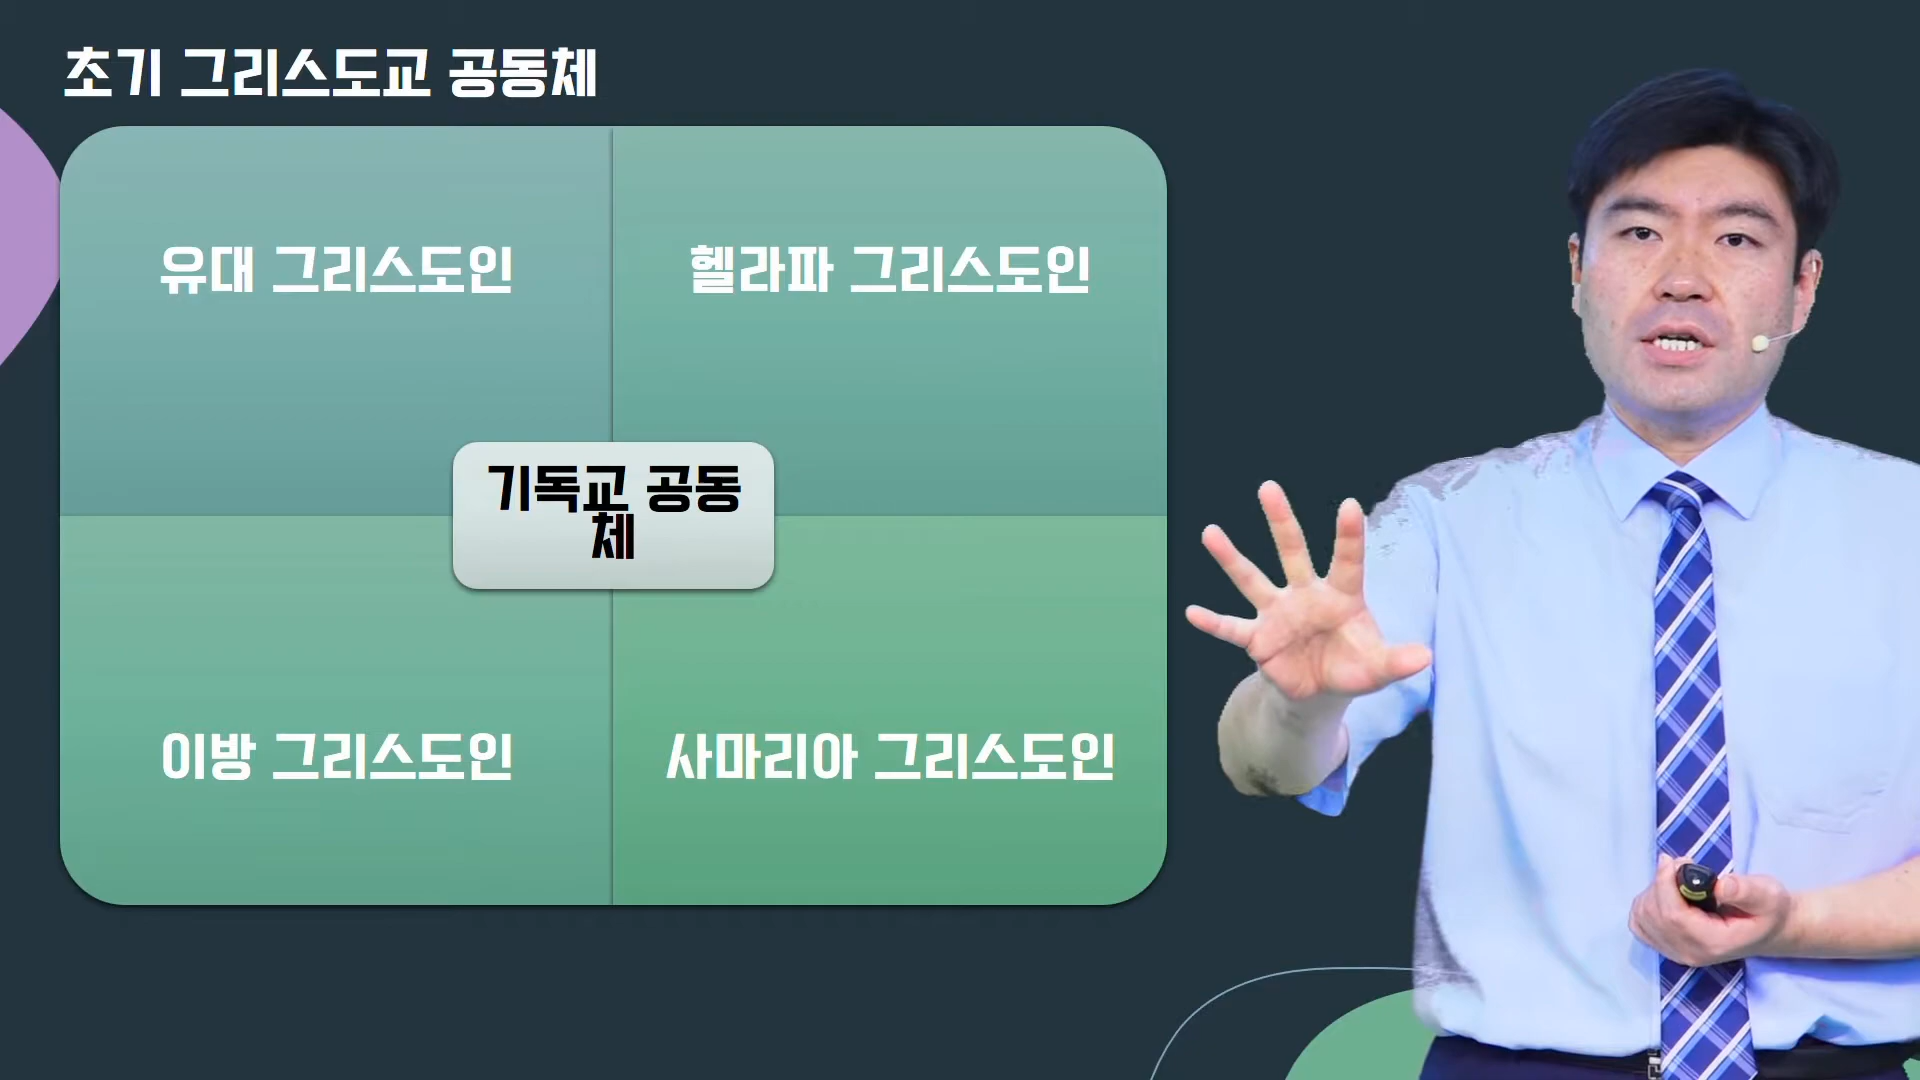 초기 그리스도교 공동체
유대 그리스도인
헬라파 그리스도인
기독교 공동
체
이방 그리스도인
사마리아 그리스도인